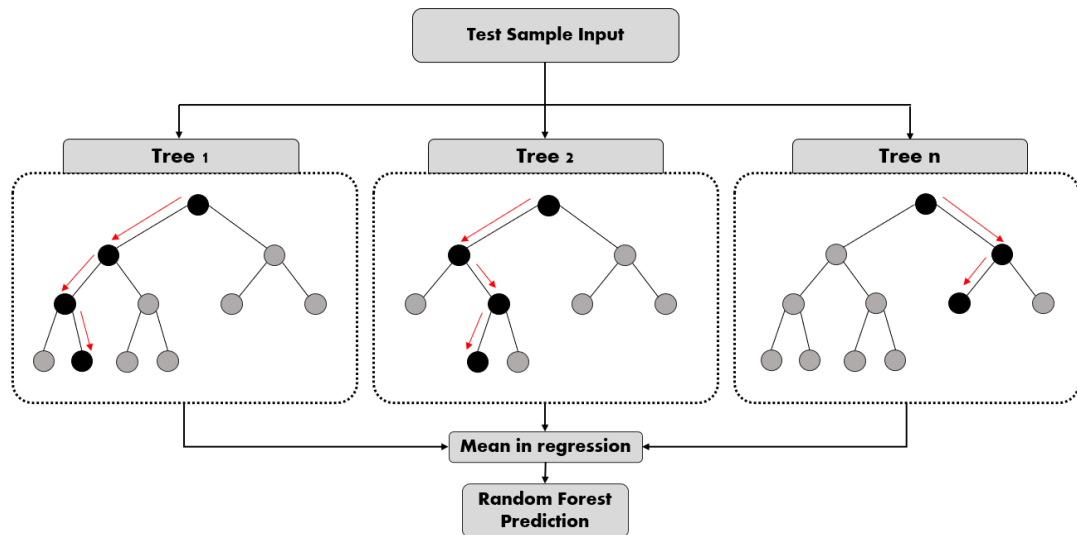 Test Sample Input
Tree 1
Tree 2
Tree n
Mean in regression
Random Forest
Prediction